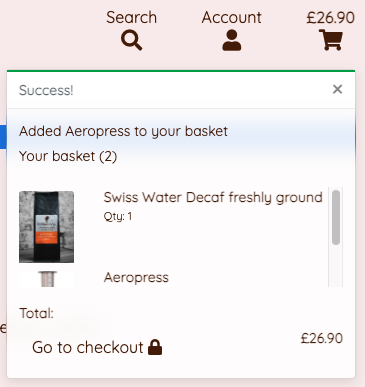 Search Account £26.90
Success! ×
Added Aeropress to your basket
Your basket (2)
Swiss Water Decaf freshly ground
Qty: 1
Aeropress
Total:
£26.90
Go to checkout